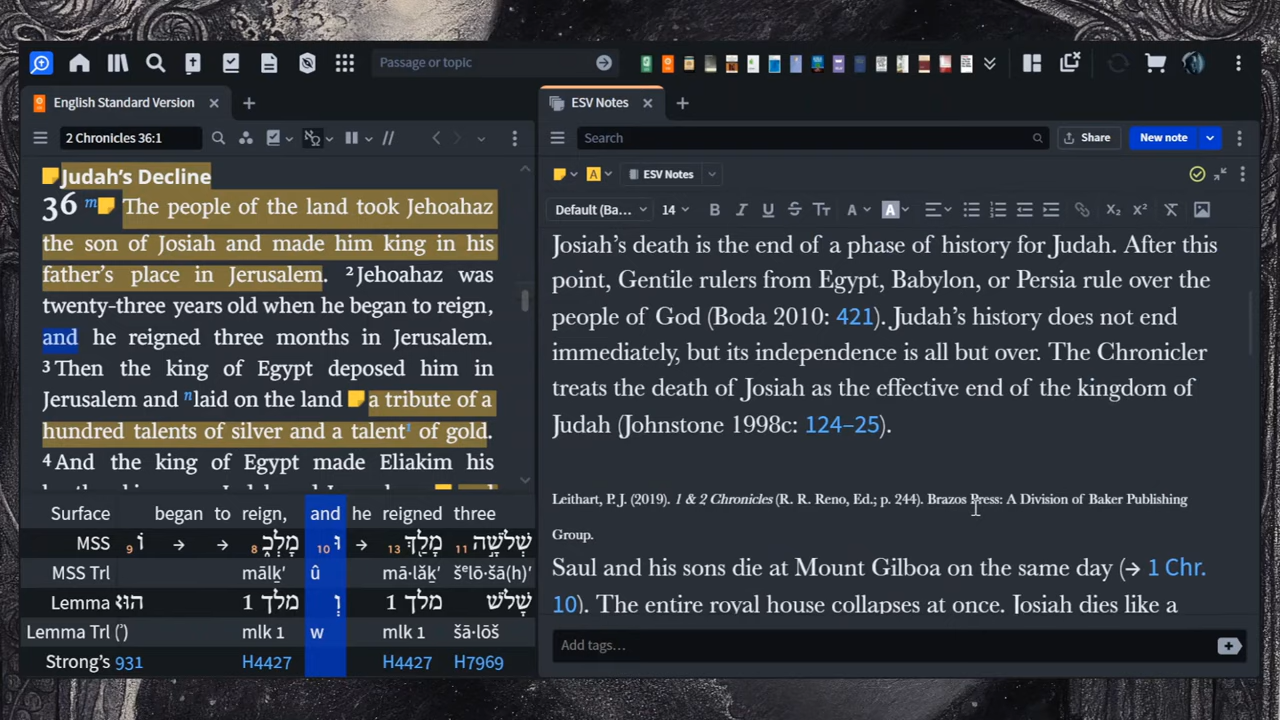 Passage or topic
English Standard Version
2 Chronicles 36:1
Judah's Decline
36 m The people of the land took Jehoahaz
the son of Josiah and made him king in his
father's place in Jerusalem. 2 Jehoahaz was
twenty-three years old when he began to reign,
and he reigned three months in Jerusalem.
3 Then the king of Egypt deposed him in
Jerusalem and n laid on the land a tribute of a
hundred talents of silver and a talent1 of gold.
4 And the king of Egypt made Eliakim his
Surface began to reign, and he reigned three
MSS 9 וֹ → → 8 מָלְכ֑וֹ 10 וּ → 13 מָלַ֖ךְ 11 שְׁלֹשָׁ֥ה
MSS Trl mālḵʹ û mā·lǎḵʹ šᵉlō·šā(h)ʹ
Lemma הוּא מלך 1 וְ מלך 1 שָׁלֹשׁ
Lemma Trl (ʾ) mlk 1 w mlk 1 šā·lōš
Strong's 931 H4427 H4427 H7969
ESV Notes
Search
Share
New note
A ESV Notes
Default (Ba... 14 B I U S Tт A A X₂ X²
Josiah's death is the end of a phase of history for Judah. After this
point, Gentile rulers from Egypt, Babylon, or Persia rule over the
people of God (Boda 2010: 421). Judah's history does not end
immediately, but its independence is all but over. The Chronicler
treats the death of Josiah as the effective end of the kingdom of
Judah (Johnstone 1998c: 124–25).
Leithart, P.J. (2019). 1 & 2 Chronicles (R. R. Reno, Ed.; p. 244). Brazos Press: A Division of Baker Publishing
Group.
Saul and his sons die at Mount Gilboa on the same day (→ 1 Chr.
10). The entire royal house collapses at once. Josiah dies like a
Add tags...